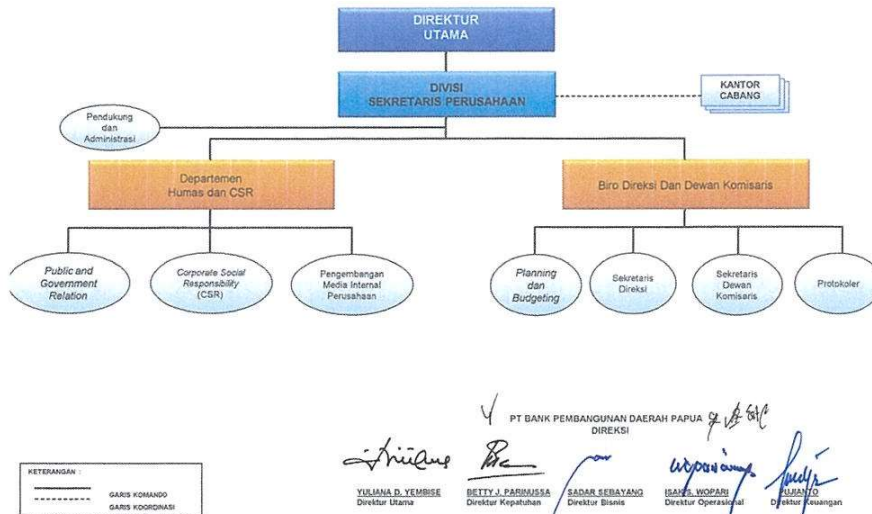 DIREKTUR
UTAMA
DIVISI
SEKRETARIS PERUSAHAAN
KANTOR
CABANG
Pendukung
dan
Administrasi
Departemen
Humas dan CSR
Biro Direksi Dan Dewan Komisaris
Public and
Government
Relation
Corporate Social
Responsibility
(CSR)
Pengembangan
Media Internal
Perusahaan
Planning
dan
Budgeting
Sekretaris
Direksi
Sekretaris
Dewan
Komisaris
Protokoler
PT BANK PEMBANGUNAN DAERAH PAPUA
DIREKSI
YULIANA D. YEMBISE
Direktur Utama
BETTY J. PARINUSSA
Direktur Kepatuhan
SADAR SEBAYANG
Direktur Bisnis
ISAK S. WOPARI
Direktur Operasional
PUJIANTO
Direktur Keuangan
KETERANGAN :
GARIS KOMANDO
GARIS KOORDINASI